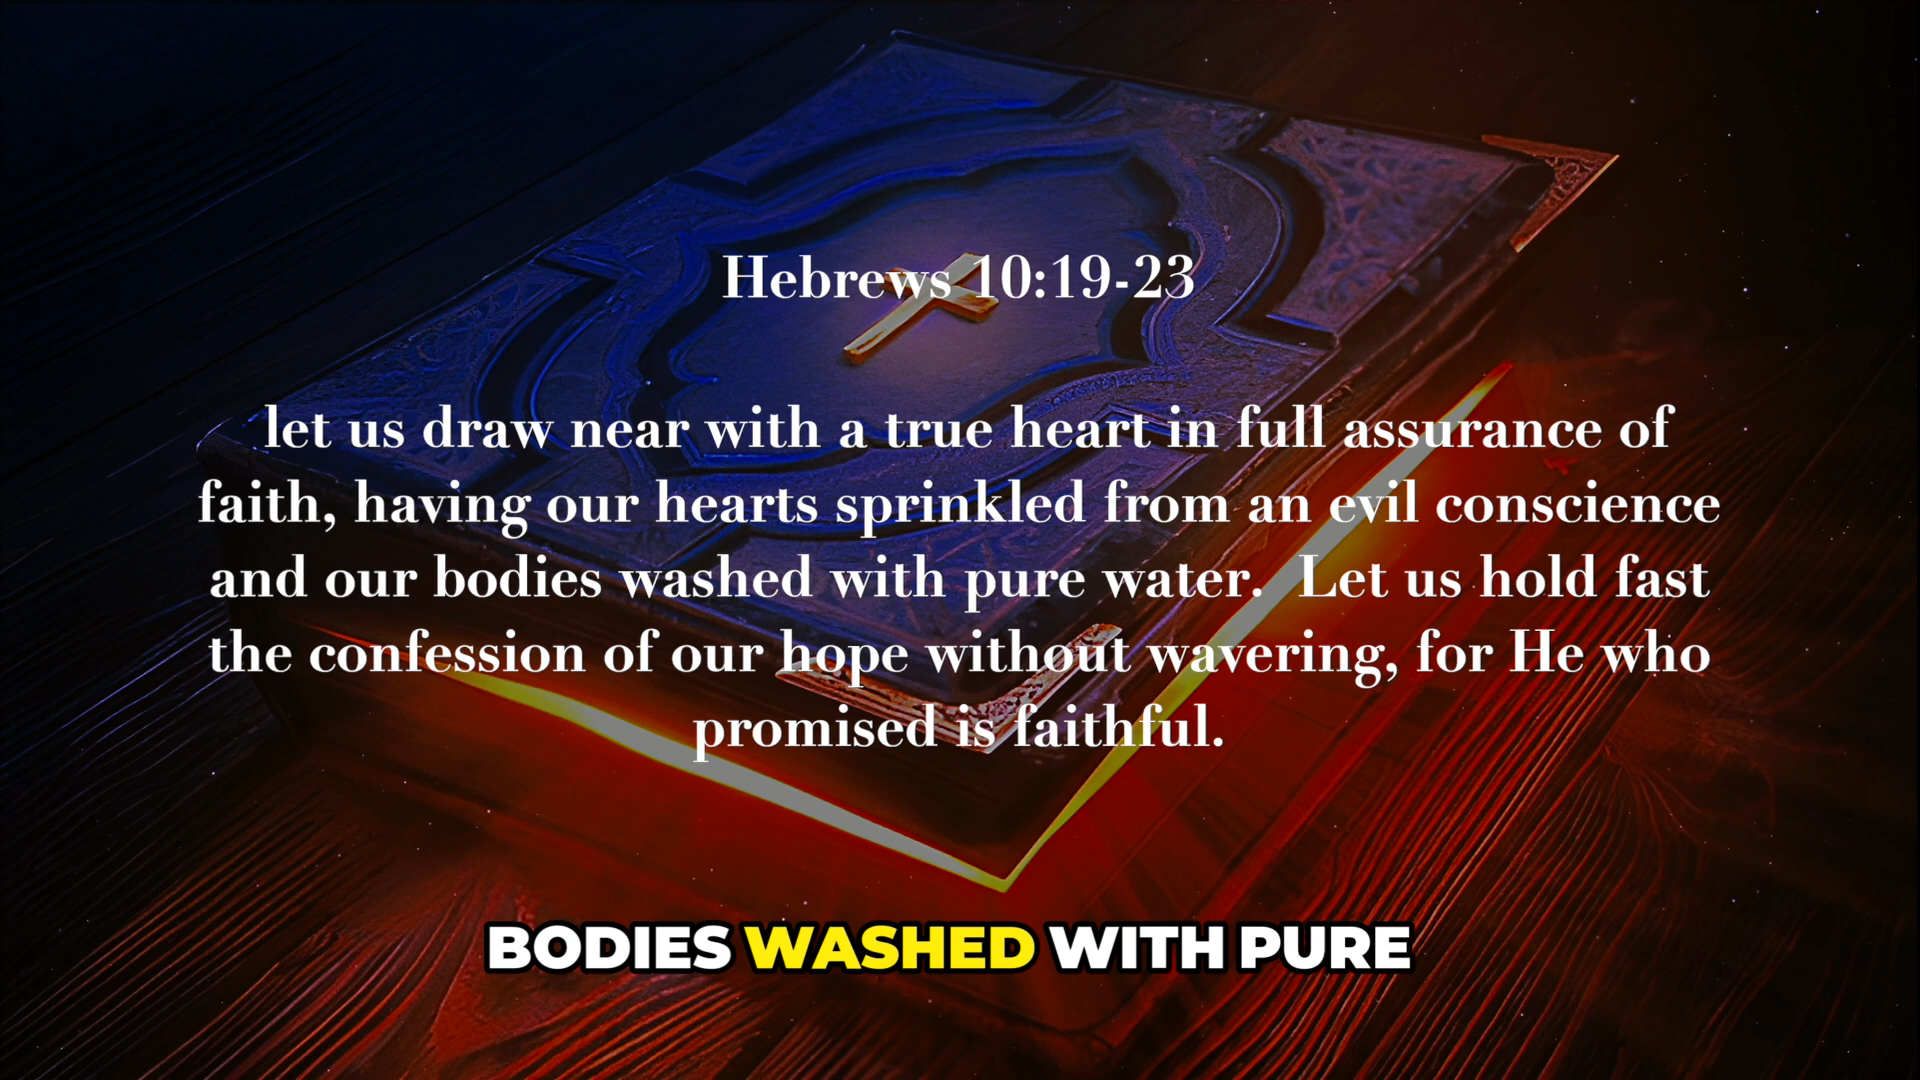 Hebrews 10:19-23
let us draw near with a true heart in full assurance of
faith, having our hearts sprinkled from an evil conscience
and our bodies washed with pure water.  Let us hold fast
the confession of our hope without wavering, for He who
promised is faithful.
BODIES WASHED WITH PURE